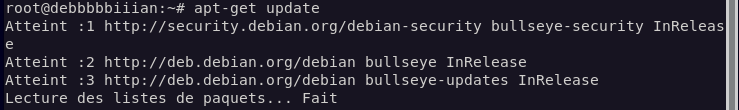 root@debbbbbiiian:~# apt-get update
Atteint :1 http://security.debian.org/debian-security bullseye-security InReleas
e
Atteint :2 http://deb.debian.org/debian bullseye InRelease
Atteint :3 http://deb.debian.org/debian bullseye-updates InRelease
Lecture des listes de paquets... Fait